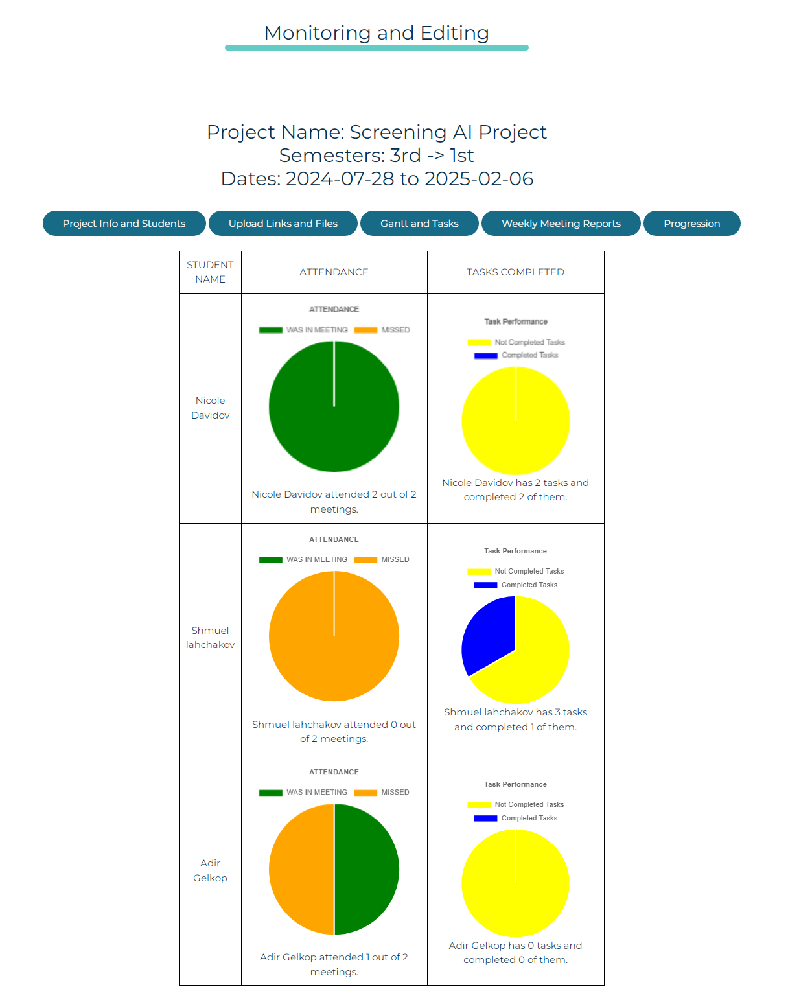 Monitoring and Editing
Project Name: Screening AI Project
Semesters: 3rd -> 1st
Dates: 2024-07-28 to 2025-02-06
Project Info and Students
Upload Links and Files
Gantt and Tasks
Weekly Meeting Reports
Progression
STUDENT
NAME
ATTENDANCE
TASKS COMPLETED
Nicole
Davidov
ATTENDANCE
WAS IN MEETING
MISSED
Nicole Davidov attended 2 out of 2
meetings.
Task Performance
Not Completed Tasks
Completed Tasks
Nicole Davidov has 2 tasks and
completed 2 of them.
Shmuel
lahchakov
ATTENDANCE
WAS IN MEETING
MISSED
Shmuel lahchakov attended 0 out
of 2 meetings.
Task Performance
Not Completed Tasks
Completed Tasks
Shmuel lahchakov has 3 tasks
and completed 1 of them.
Adir
Gelkop
ATTENDANCE
WAS IN MEETING
MISSED
Adir Gelkop attended 1 out of 2
meetings.
Task Performance
Not Completed Tasks
Completed Tasks
Adir Gelkop has 0 tasks and
completed 0 of them.